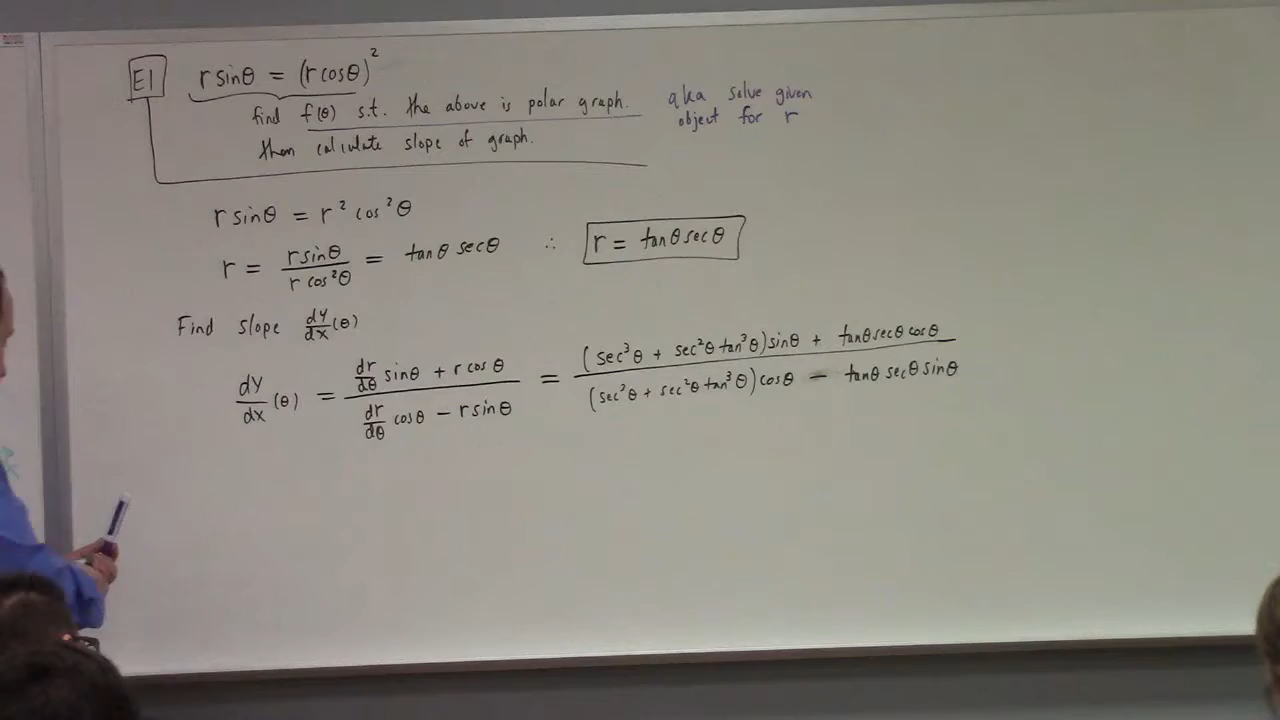 E1 r sinθ = (r cosθ)²
find f(θ) s.t. the above is polar graph.
then calculate slope of graph.
aka solve given
object for r
r sinθ = r² cos²θ
r = r sinθ / r cos²θ = tanθ secθ ∴ r = tanθ secθ
Find slope dy/dx (θ)
dy/dx (θ) = (dr/dθ sinθ + r cosθ) / (dr/dθ cosθ − r sinθ) = ((sec³θ + sec²θ tan³θ) sinθ + tanθ secθ cosθ) / ((sec³θ + sec²θ tan³θ) cosθ − tanθ secθ sinθ)